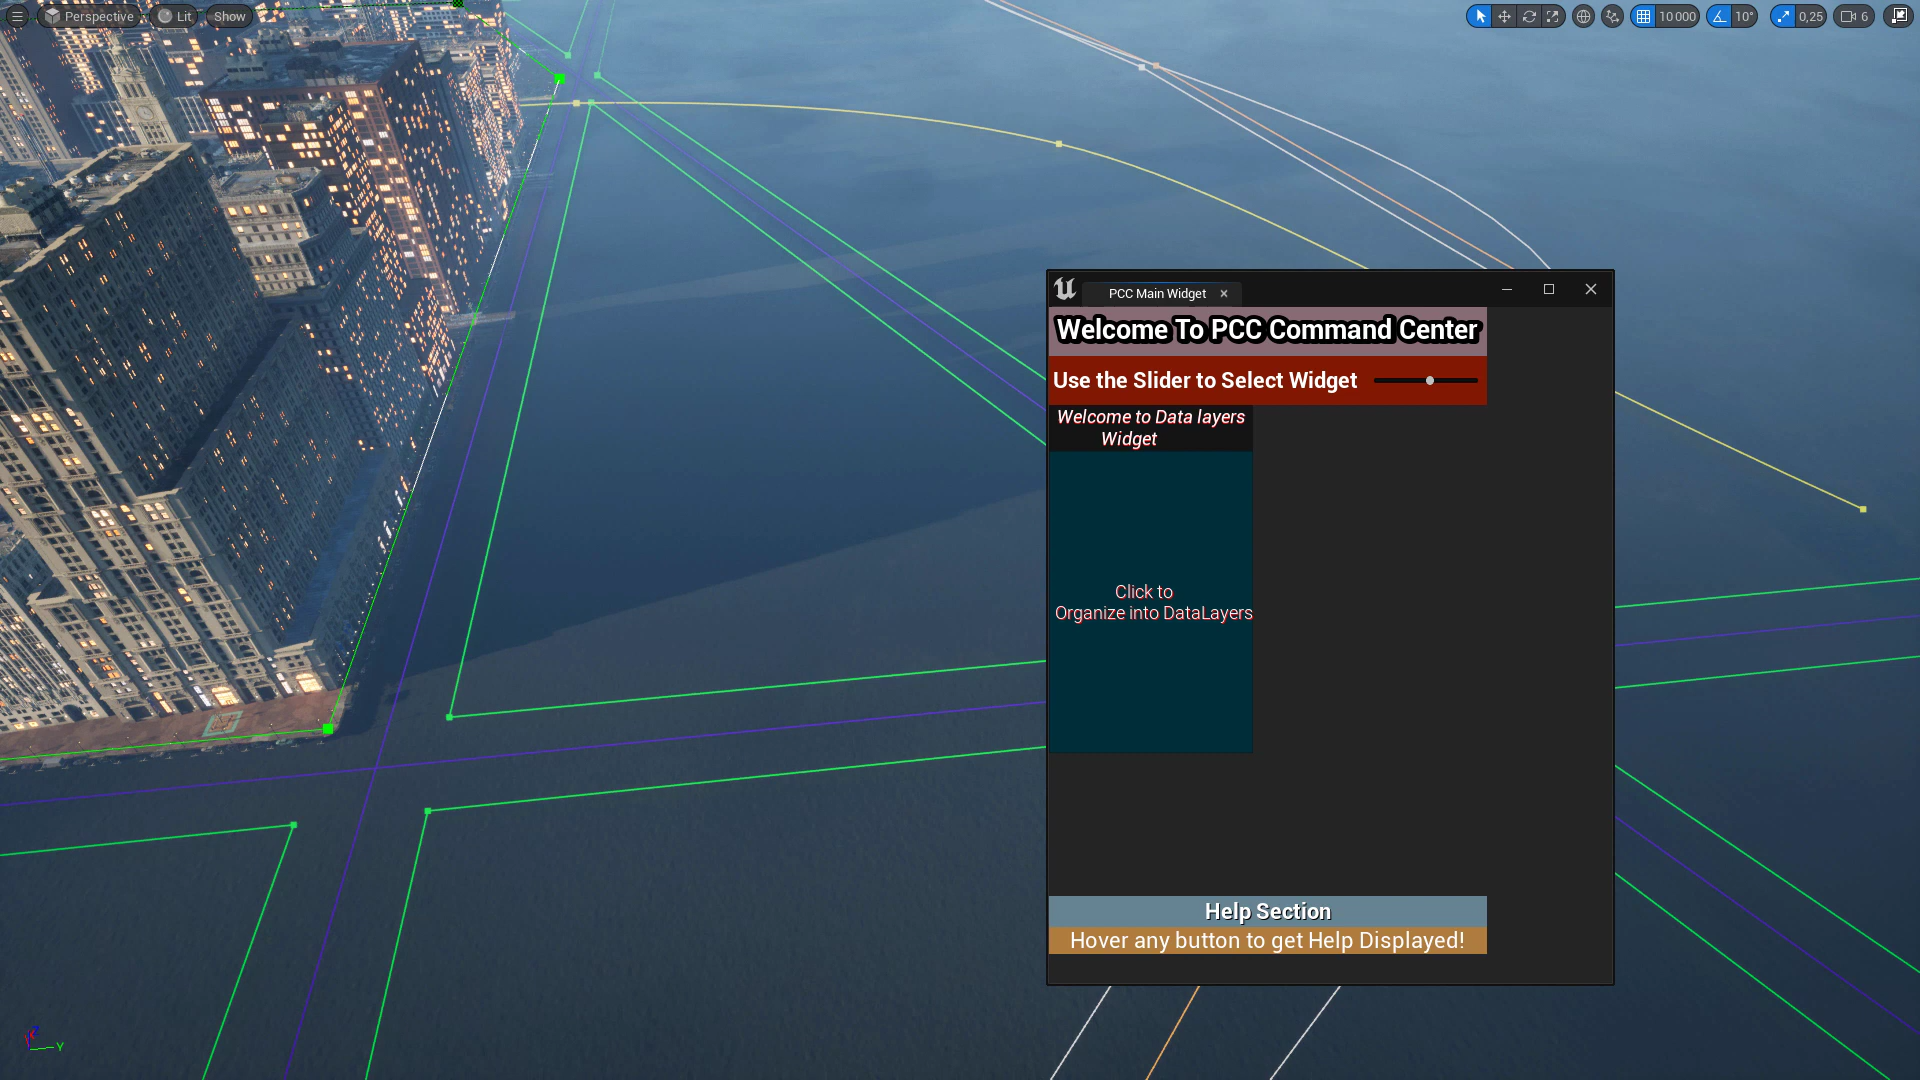 Perspective
Lit
Show
10 000
10°
0,25
6
PCC Main Widget
Welcome To PCC Command Center
Use the Slider to Select Widget
Welcome to Data layers
Widget
Click to
Organize into DataLayers
Help Section
Hover any button to get Help Displayed!
Z
Y